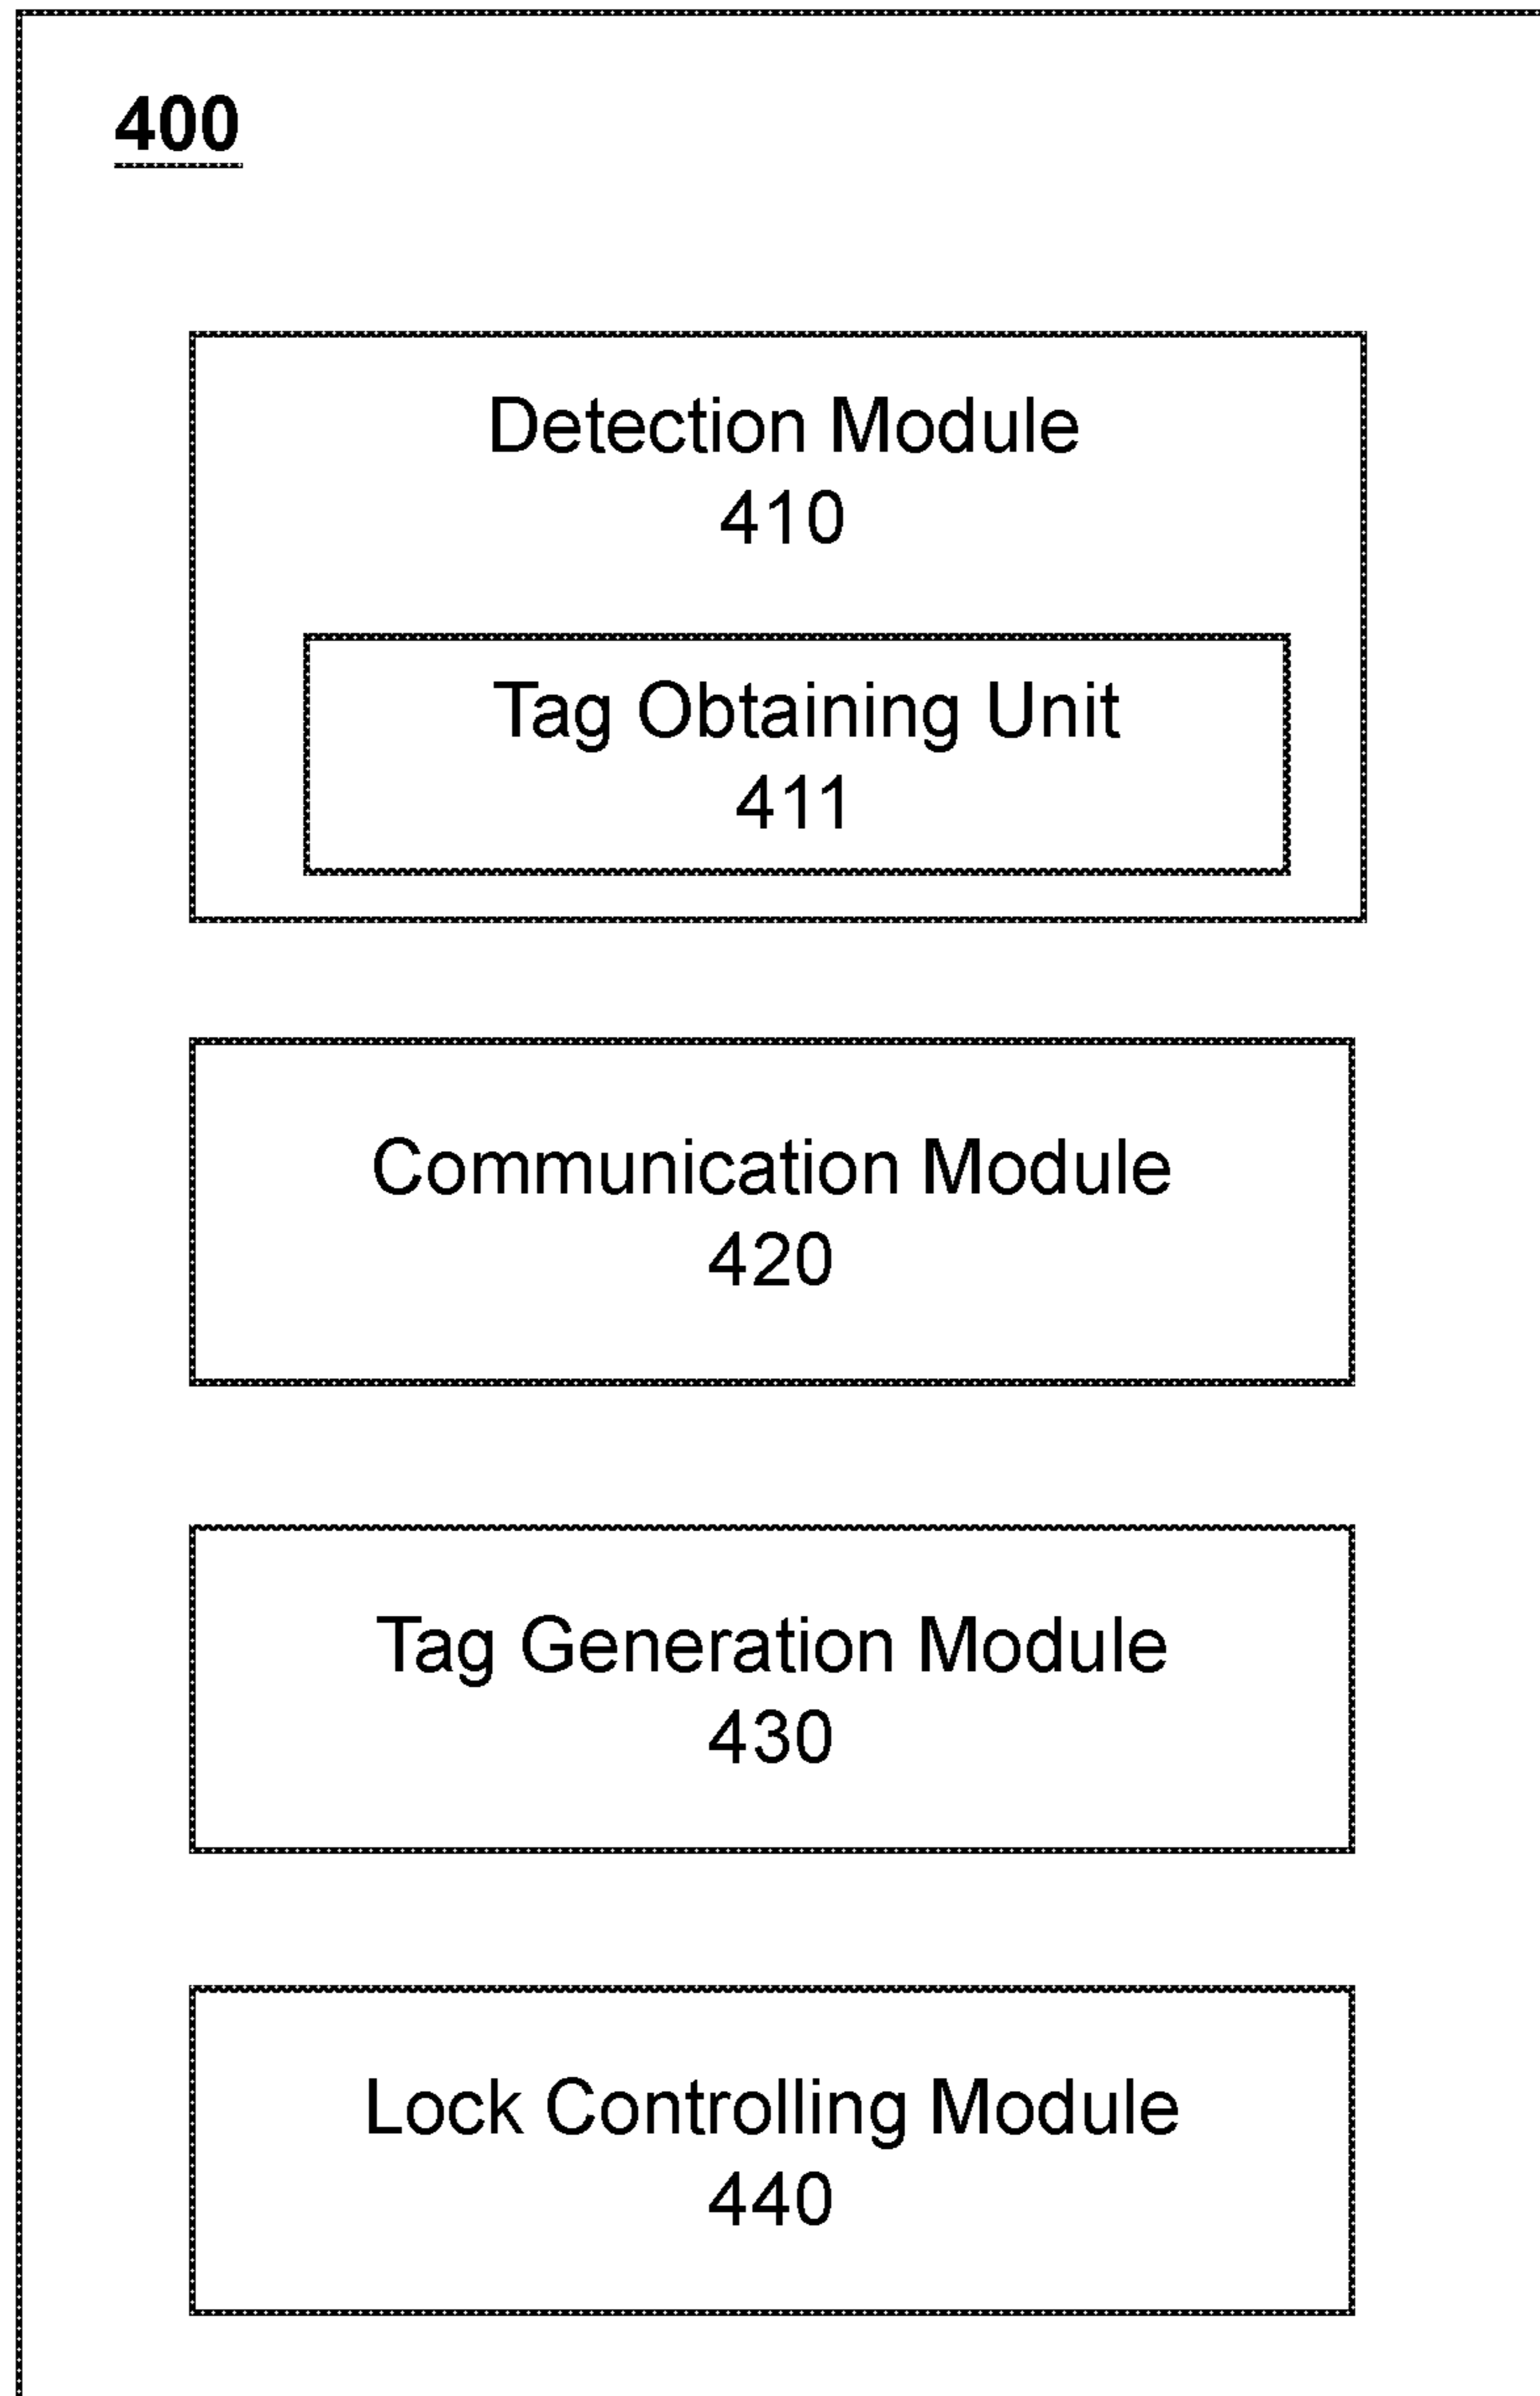 400
Detection Module
410
Tag Obtaining Unit
411
Communication Module
420
Tag Generation Module
430
Lock Controlling Module
440